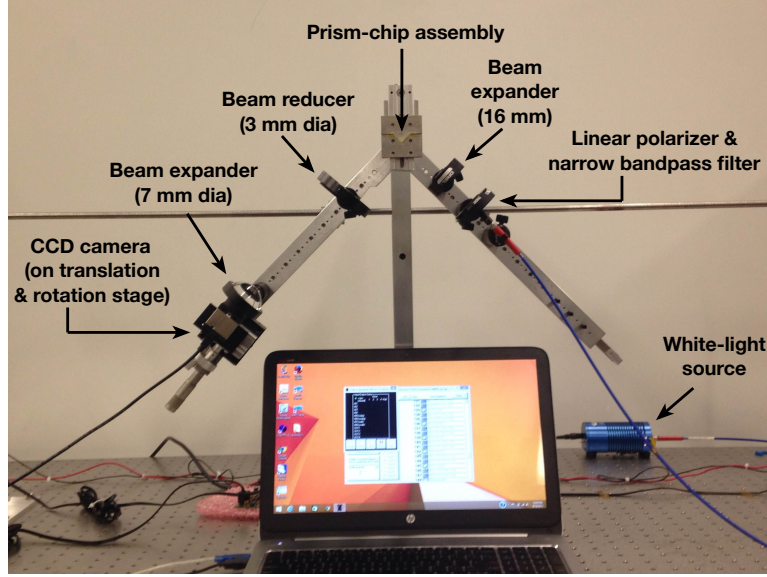 Prism-chip assembly
Beam
expander
(16 mm)
Beam reducer
(3 mm dia)
Linear polarizer &
narrow bandpass filter
Beam expander
(7 mm dia)
CCD camera
(on translation
& rotation stage)
White-light
source
hp